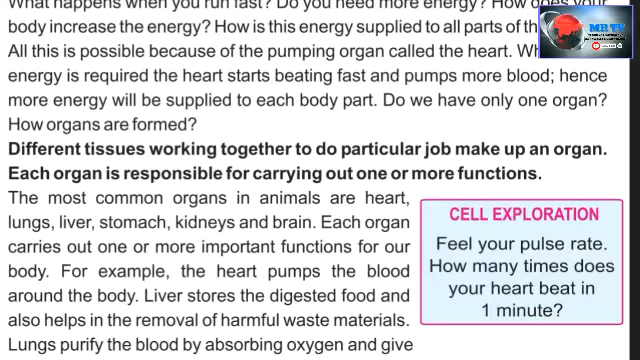 What happens when you run fast? Do you need more energy? How does your
body increase the energy? How is this energy supplied to all parts of th
All this is possible because of the pumping organ called the heart. Wh
energy is required the heart starts beating fast and pumps more blood; hence
more energy will be supplied to each body part. Do we have only one organ?
How organs are formed?
Different tissues working together to do particular job make up an organ.
Each organ is responsible for carrying out one or more functions.
The most common organs in animals are heart,
lungs, liver, stomach, kidneys and brain. Each organ
carries out one or more important functions for our
body. For example, the heart pumps the blood
around the body. Liver stores the digested food and
also helps in the removal of harmful waste materials.
Lungs purify the blood by absorbing oxygen and give
CELL EXPLORATION
Feel your pulse rate.
How many times does
your heart beat in
1 minute?
MR TV